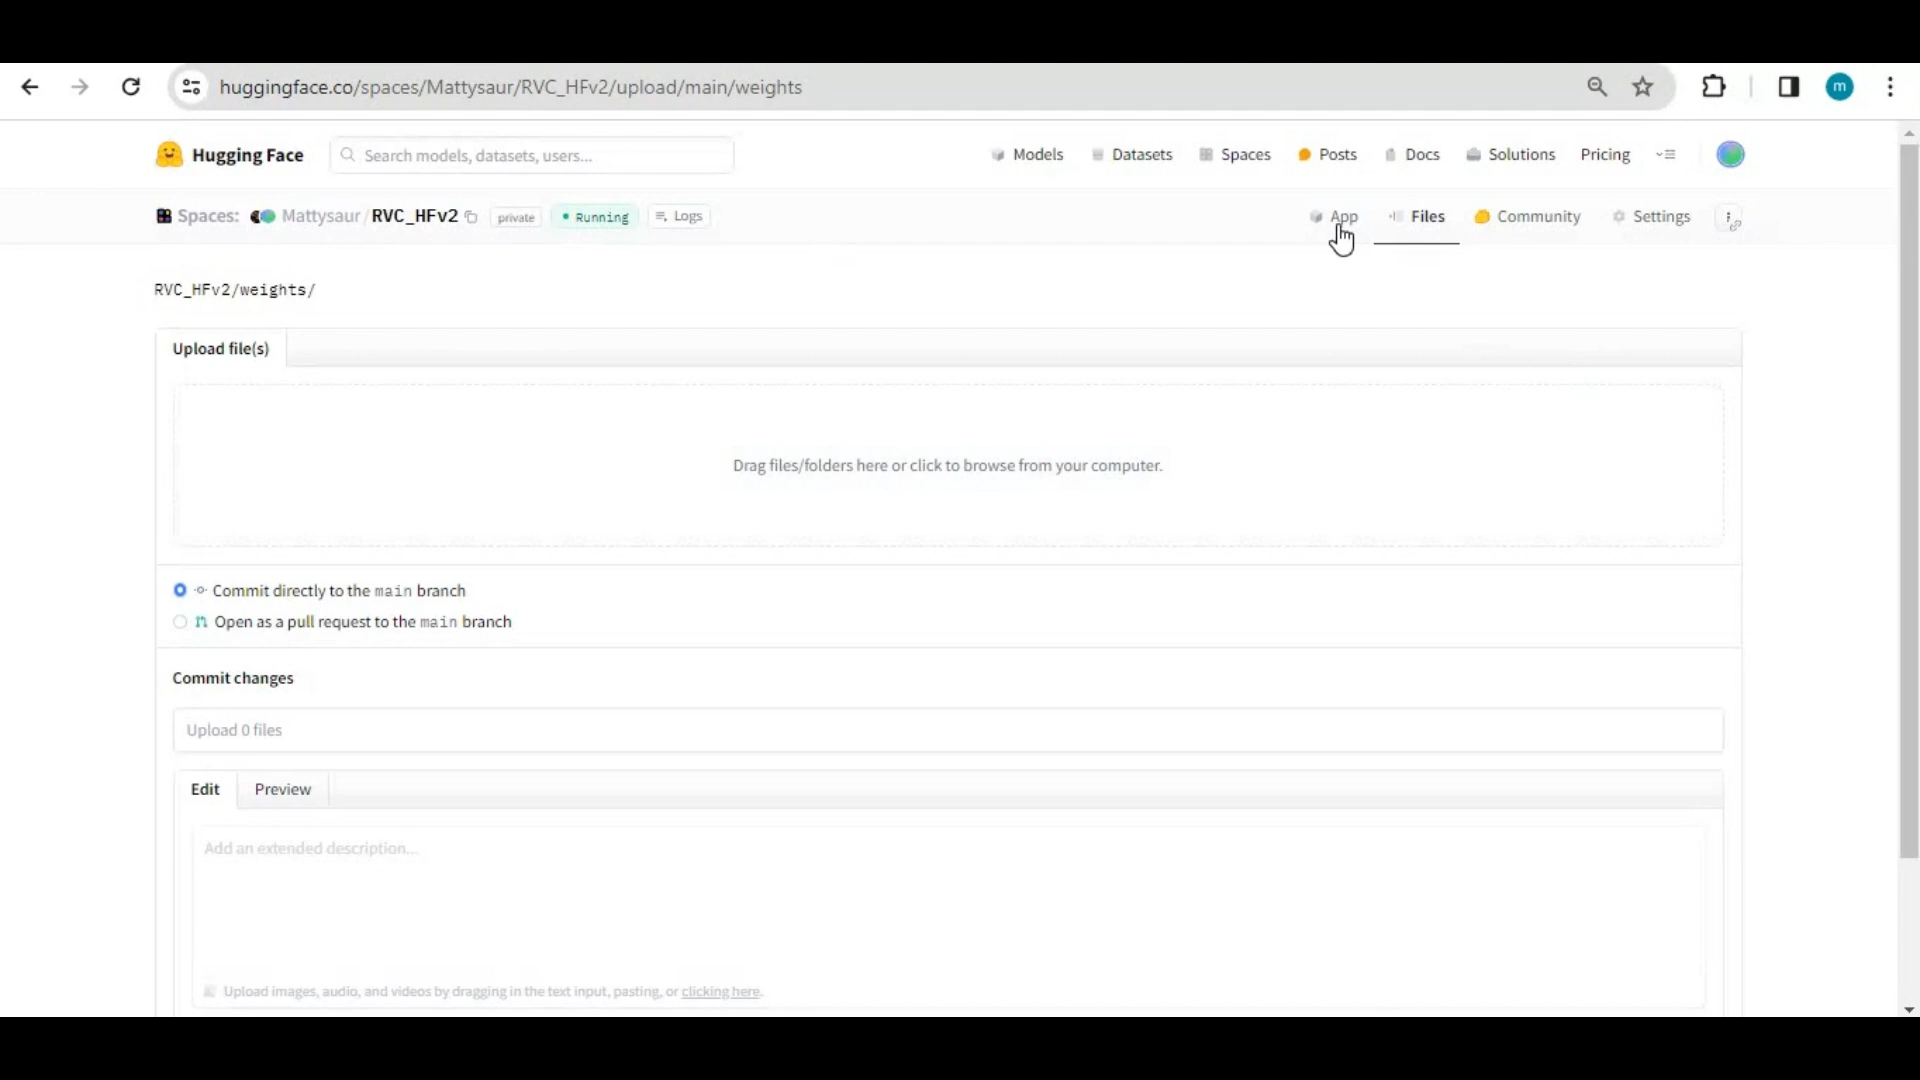 huggingface.co/spaces/Mattysaur/RVC_HFv2/upload/main/weights
m
Hugging Face
Search models, datasets, users...
Models
Datasets
Spaces
Posts
Docs
Solutions
Pricing
Spaces:
Mattysaur/RVC_HFv2
private
Running
Logs
App
Files
Community
Settings
RVC_HFv2/weights/
Upload file(s)
Drag files/folders here or click to browse from your computer.
Commit directly to the main branch
Open as a pull request to the main branch
Commit changes
Upload 0 files
Edit
Preview
Add an extended description...
Upload images, audio, and videos by dragging in the text input, pasting, or clicking here.